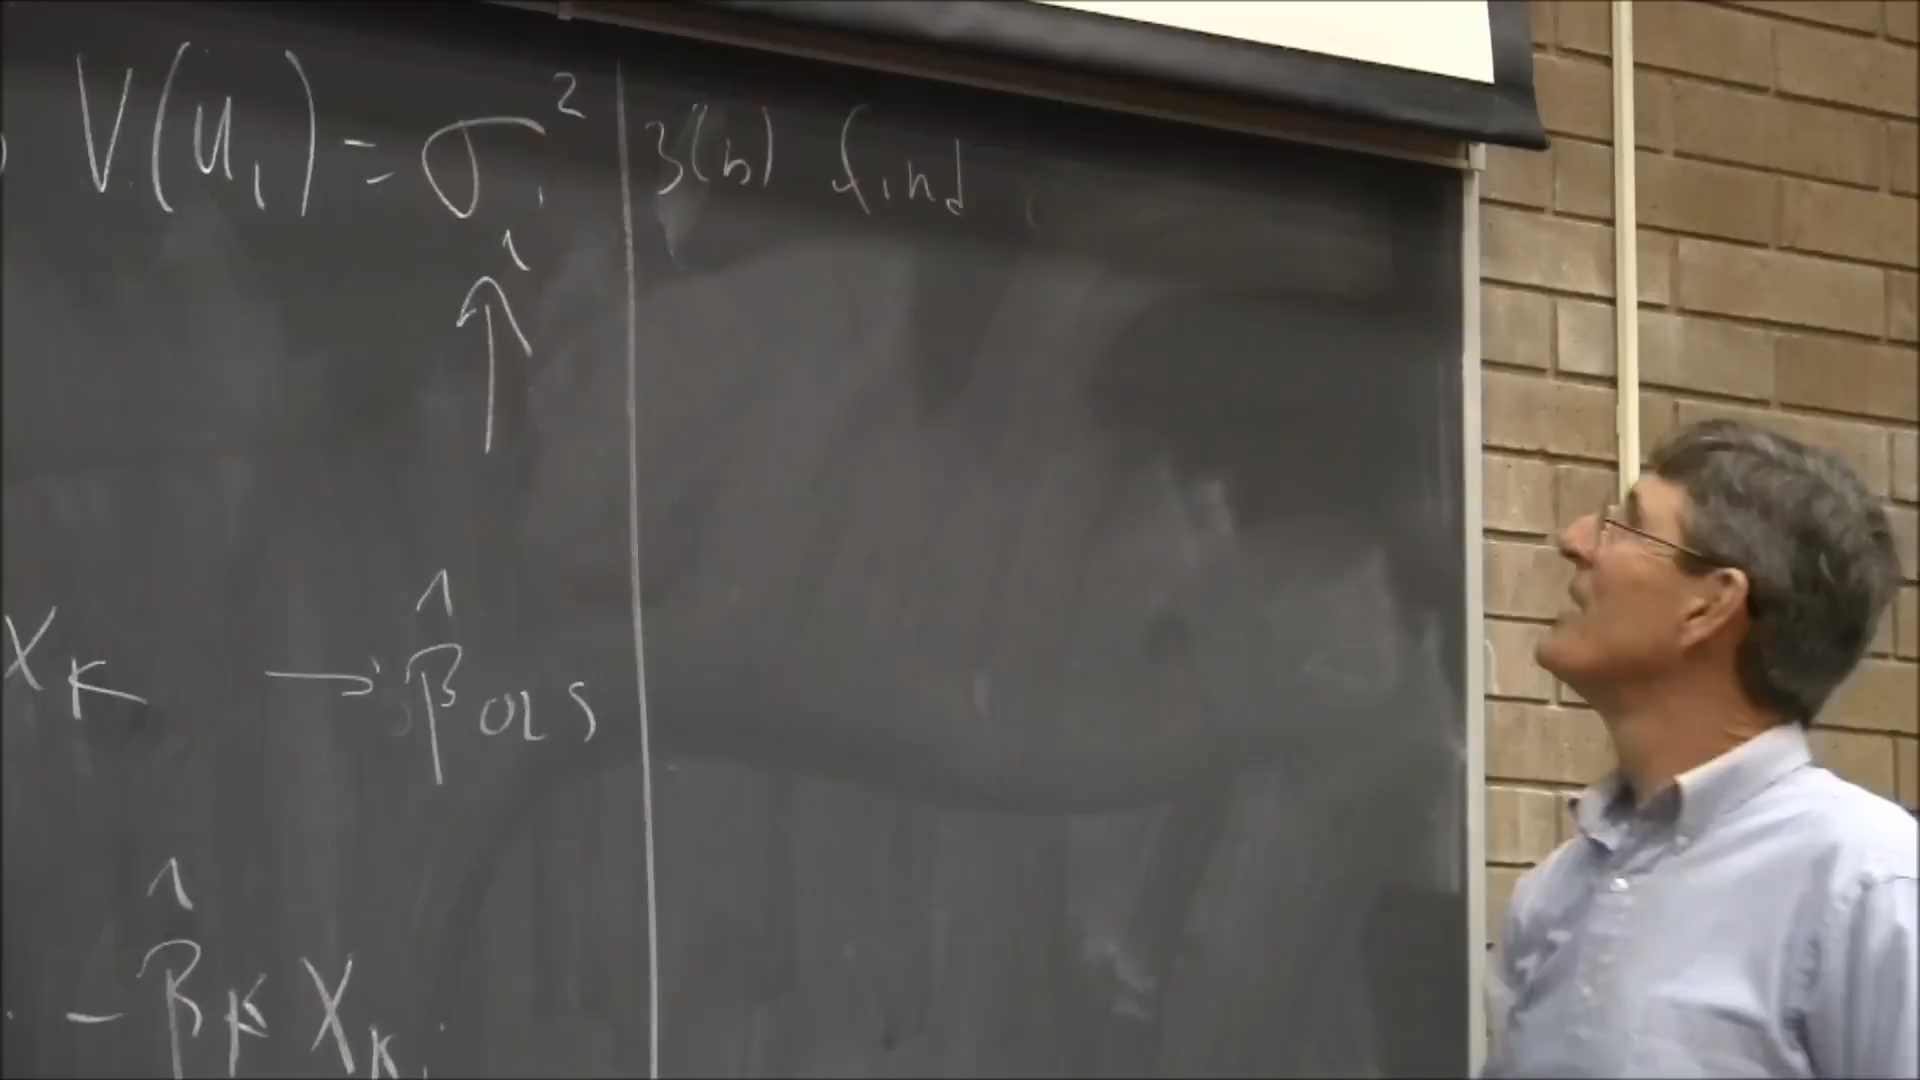 V(u_i) = σ_i^2
X_K → β̂_OLS
- β̂_K X_K
3(b) find